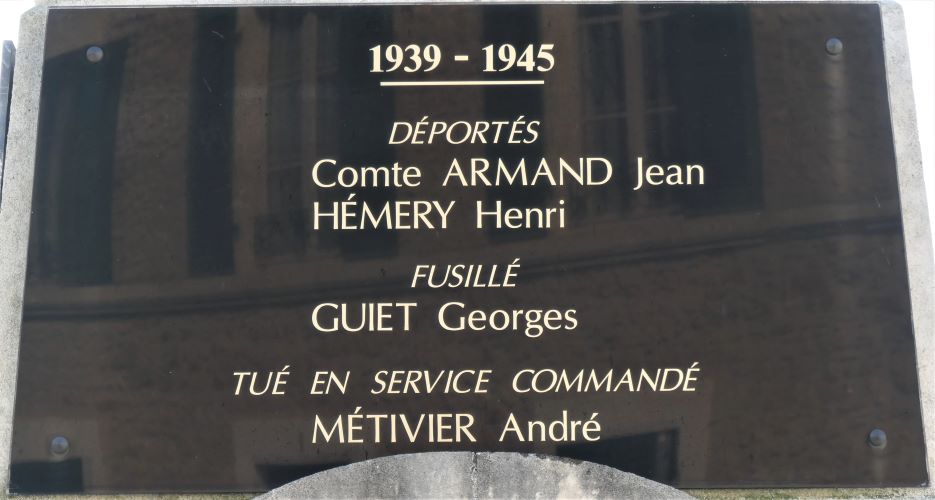 1939 - 1945
DÉPORTÉS
Comte ARMAND Jean
HÉMERY Henri
FUSILLÉ
GUIET Georges
TUÉ EN SERVICE COMMANDÉ
MÉTIVIER André